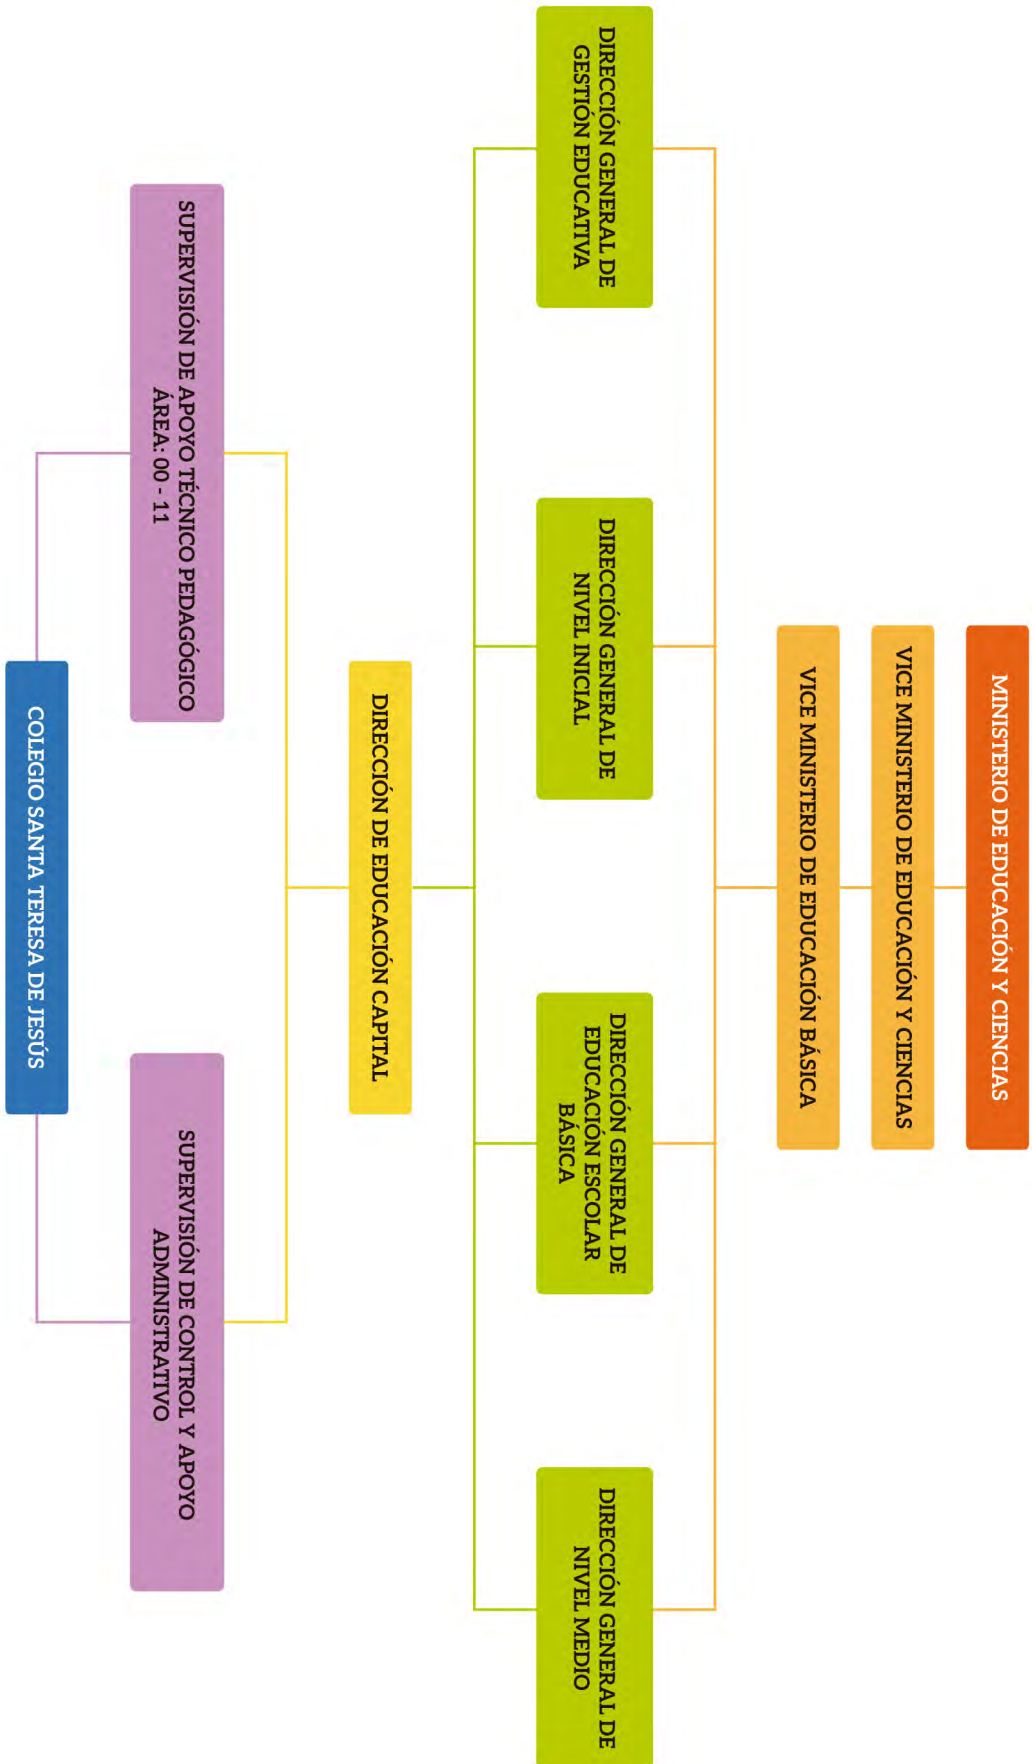 MINISTERIO DE EDUCACIÓN Y CIENCIAS
VICE MINISTERIO DE EDUCACIÓN Y CIENCIAS
VICE MINISTERIO DE EDUCACIÓN BÁSICA
DIRECCIÓN GENERAL DE
GESTIÓN EDUCATIVA
DIRECCIÓN GENERAL DE
NIVEL INICIAL
DIRECCIÓN GENERAL DE
EDUCACIÓN ESCOLAR
BÁSICA
DIRECCIÓN GENERAL DE
NIVEL MEDIO
DIRECCIÓN DE EDUCACIÓN CAPITAL
SUPERVISIÓN DE APOYO TÉCNICO PEDAGÓGICO
ÁREA: 00 - 11
SUPERVISIÓN DE CONTROL Y APOYO
ADMINISTRATIVO
COLEGIO SANTA TERESA DE JESÚS